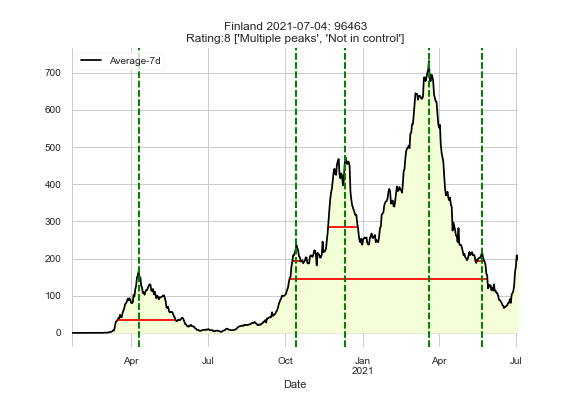 Finland 2021-07-04: 96463
Rating:8 ['Multiple peaks', 'Not in control']
Average-7d
700
600
500
400
300
200
100
0
Apr
Jul
Oct
Jan
2021
Apr
Jul
Date